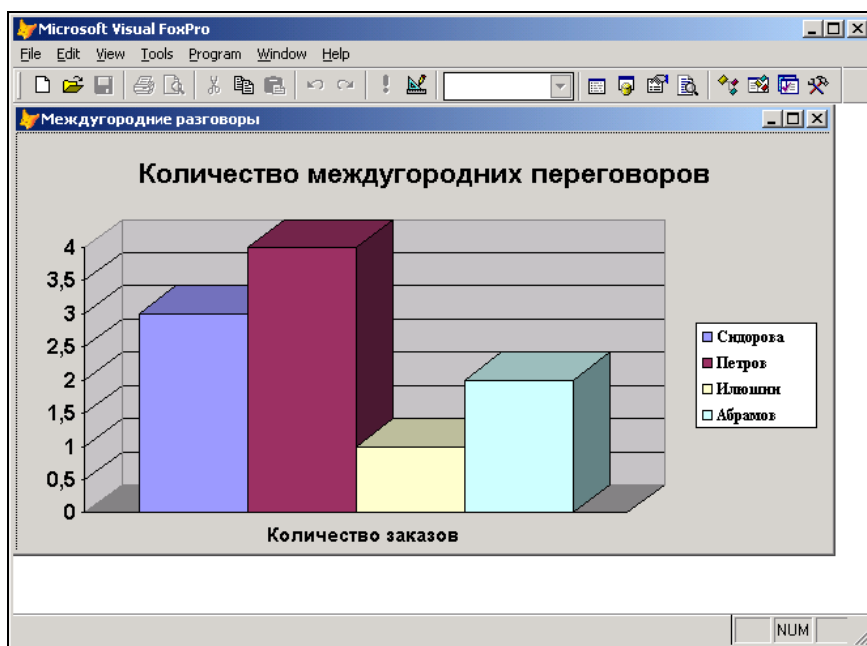 Microsoft Visual FoxPro
File Edit View Tools Program Window Help
Междугородние разговоры
Количество междугородних переговоров
4
3,5
3
2,5
2
1,5
1
0,5
0
Количество заказов
Сидорова
Петров
Илюшин
Абрамов
NUM